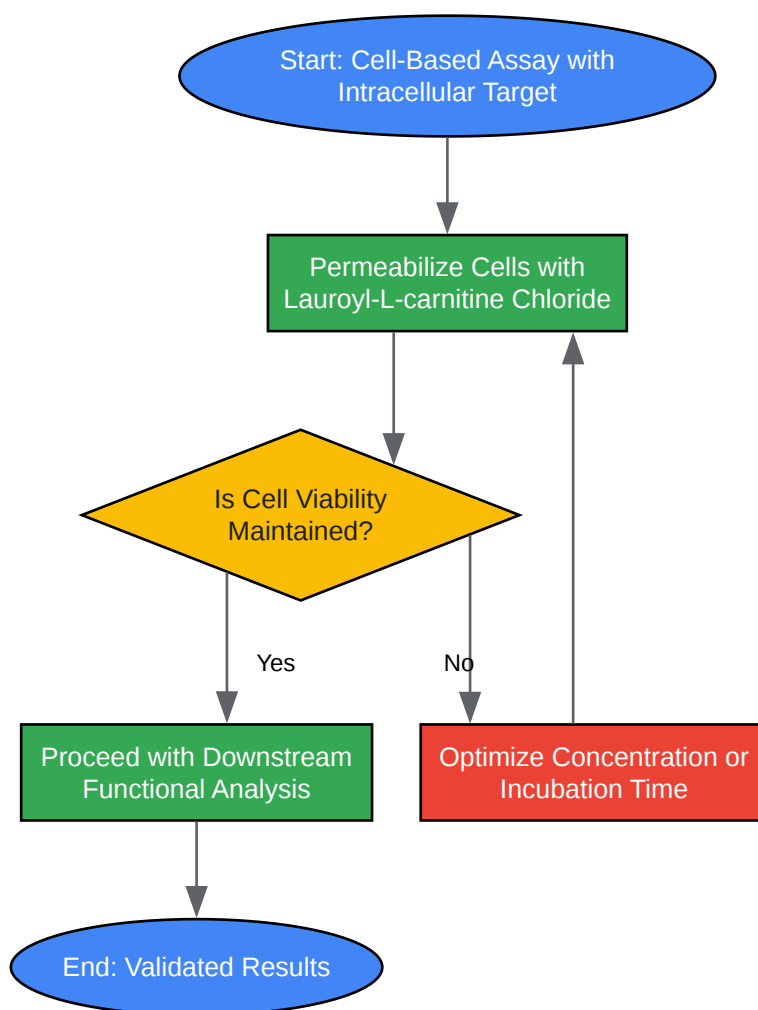 Start: Cell-Based Assay with
Intracellular Target
Permeabilize Cells with
Lauroyl-L-carnitine Chloride
Is Cell Viability
Maintained?
Yes
No
Proceed with Downstream
Functional Analysis
Optimize Concentration or
Incubation Time
End: Validated Results